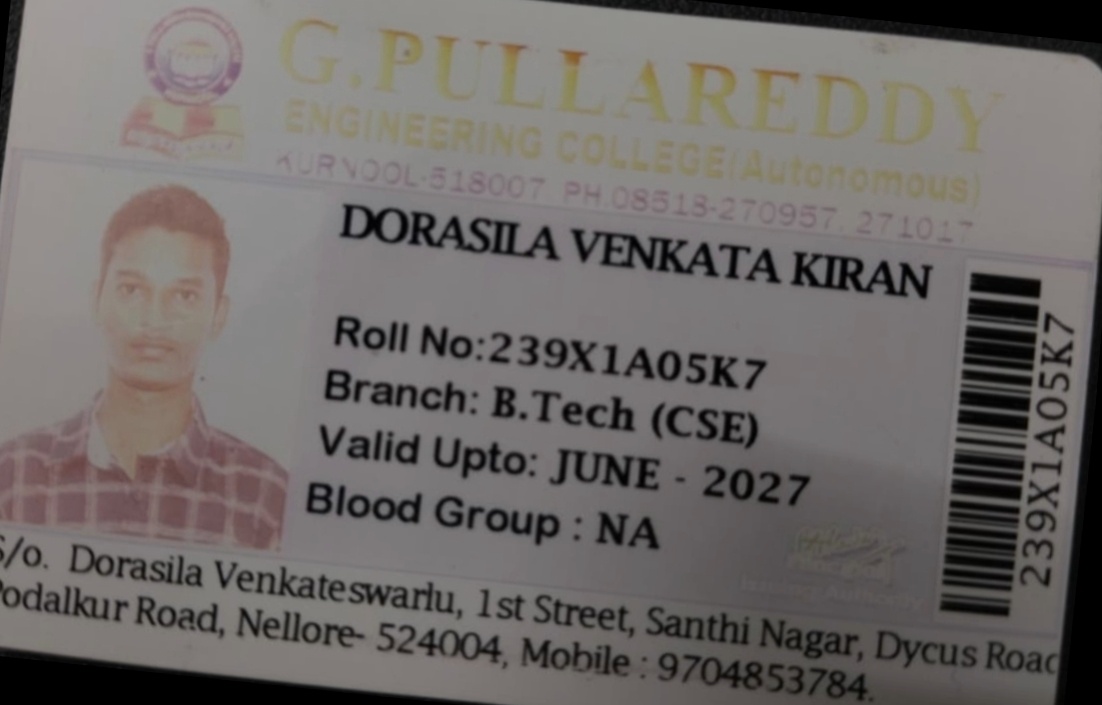 G.PULLAREDDY
ENGINEERING COLLEGE(Autonomous)
KURNOOL-518007 PH.08518-270957, 271017
DORASILA VENKATA KIRAN
Roll No:239X1A05K7
Branch: B.Tech (CSE)
Valid Upto: JUNE - 2027
Blood Group : NA
239X1A05K7
Issuing Authority
S/o. Dorasila Venkateswarlu, 1st Street, Santhi Nagar, Dycus Road
Podalkur Road, Nellore- 524004, Mobile : 9704853784.